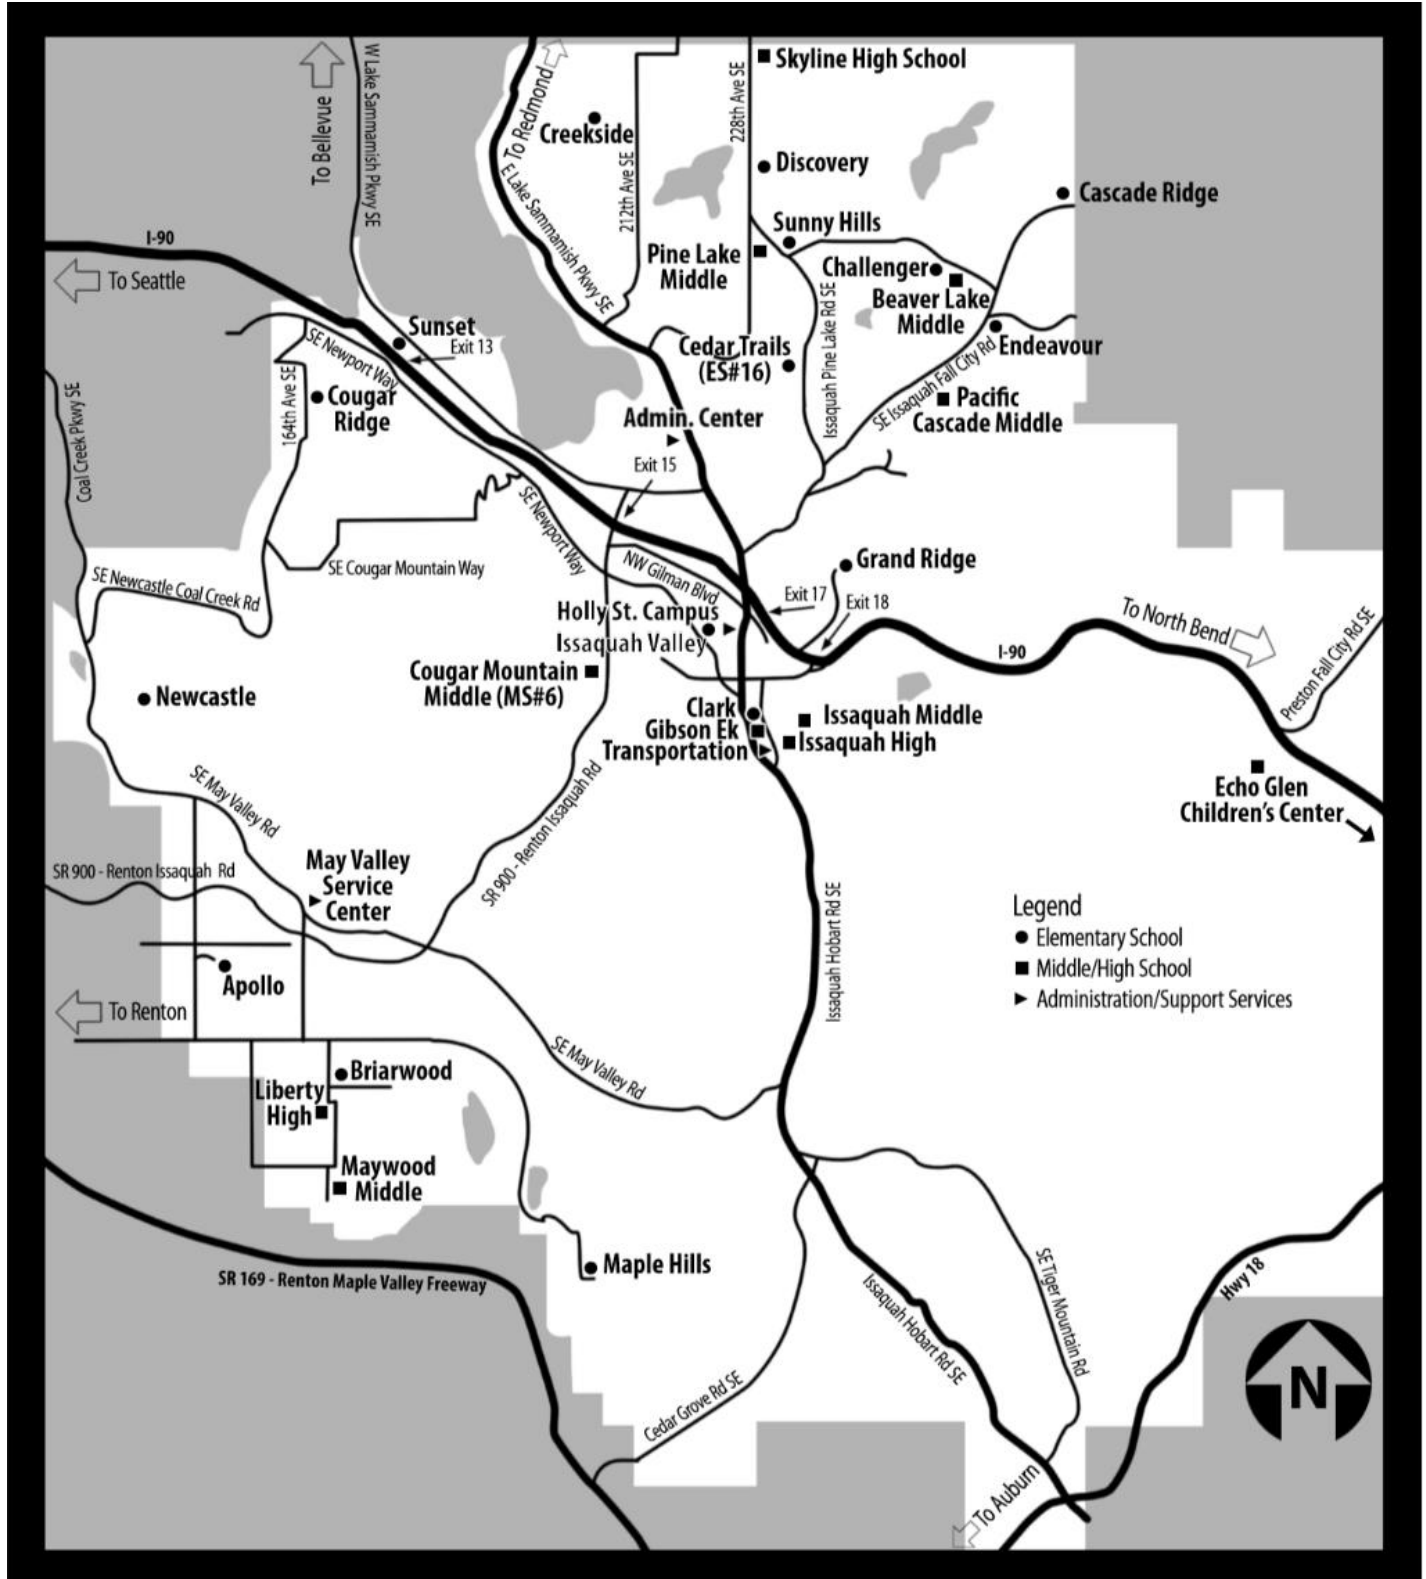 W Lake Sammamish Pkwy SE
To Bellevue
To Redmond
E Lake Sammamish Pkwy SE
Creekside
212th Ave SE
228th Ave SE
Skyline High School
Discovery
Cascade Ridge
Sunny Hills
Pine Lake
Middle
Challenger
Beaver Lake
Middle
Endeavour
Issaquah Pine Lake Rd SE
SE Issaquah Fall City Rd
Pacific
Cascade Middle
Cedar Trails
(ES#16)
I-90
To Seattle
Sunset
Exit 13
SE Newport Way
Cougar
Ridge
164th Ave SE
Coal Creek Pkwy SE
Admin. Center
Exit 15
SE Newport Way
SE Cougar Mountain Way
SE Newcastle Coal Creek Rd
NW Gilman Blvd
Grand Ridge
Exit 17
Exit 18
Holly St. Campus
Issaquah Valley
To North Bend
I-90
Preston Fall City Rd SE
Cougar Mountain
Middle (MS#6)
Newcastle
Clark
Gibson Ek
Transportation
Issaquah Middle
Issaquah High
Echo Glen
Children's Center
SE May Valley Rd
SR 900 - Renton Issaquah Rd
SR 900 - Renton Issaquah Rd
May Valley
Service
Center
Issaquah Hobart Rd SE
Legend
Elementary School
Middle/High School
Administration/Support Services
Apollo
To Renton
SE May Valley Rd
Briarwood
Liberty
High
Maywood
Middle
Maple Hills
SR 169 - Renton Maple Valley Freeway
Issaquah Hobart Rd SE
SE Tiger Mountain Rd
Hwy 18
Cedar Grove Rd SE
To Auburn
N